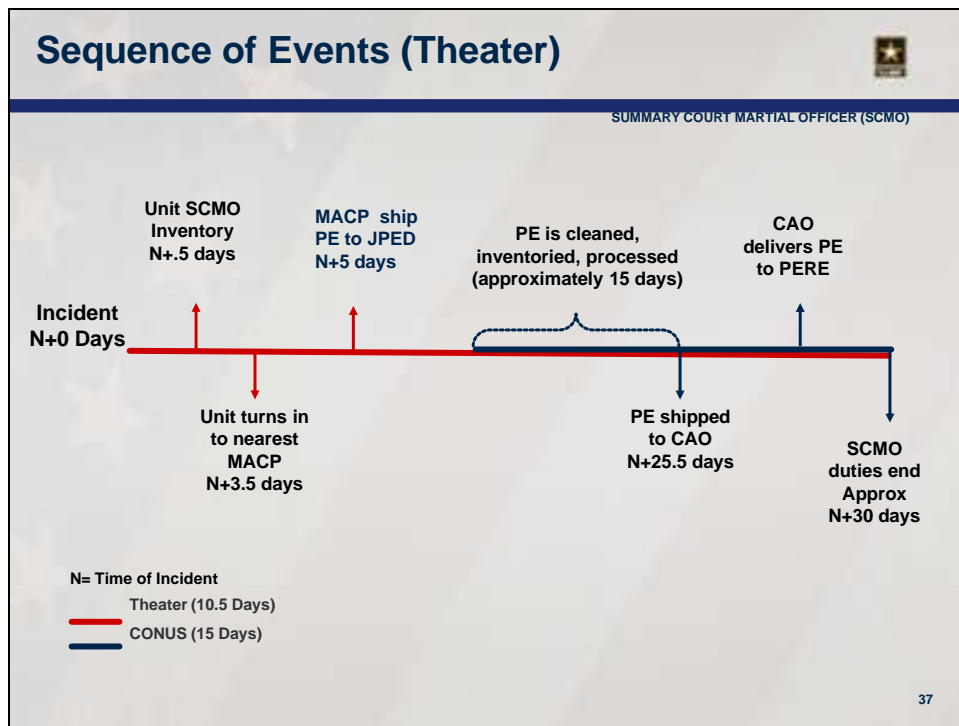 Sequence of Events (Theater)
SUMMARY COURT MARTIAL OFFICER (SCMO)
Unit SCMO
Inventory
N+.5 days
MACP ship
PE to JPED
N+5 days
PE is cleaned,
inventoried, processed
(approximately 15 days)
CAO
delivers PE
to PERE
Incident
N+0 Days
Unit turns in
to nearest
MACP
N+3.5 days
PE shipped
to CAO
N+25.5 days
SCMO
duties end
Approx
N+30 days
N= Time of Incident
Theater (10.5 Days)
CONUS (15 Days)
37